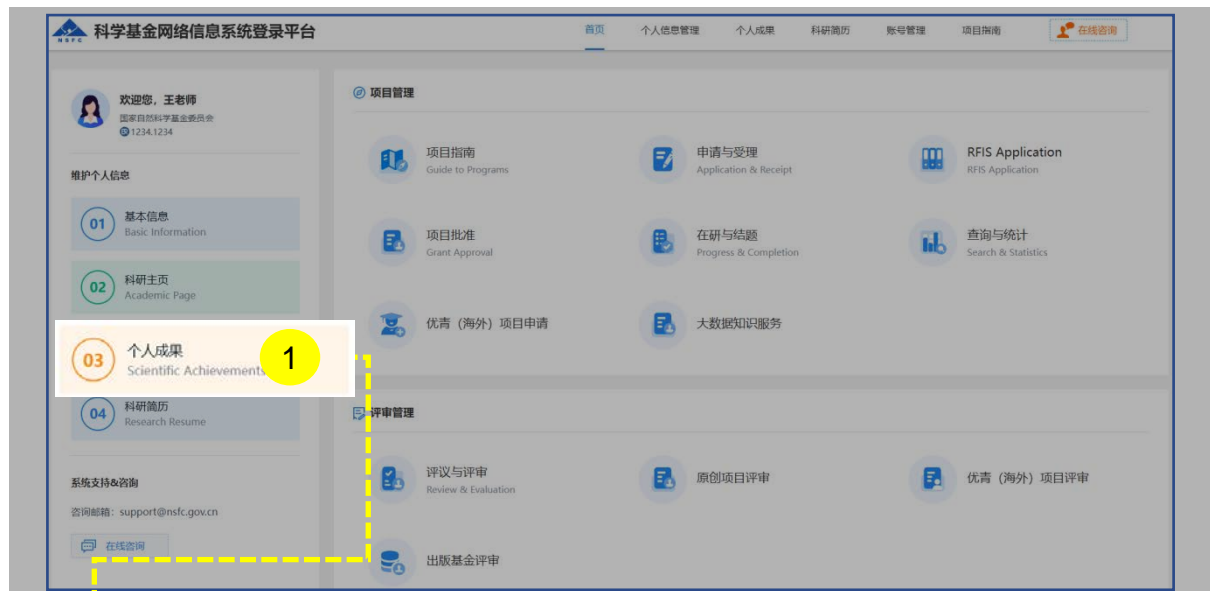 NSFC
科学基金网络信息系统登录平台
首页 个人信息管理 个人成果 科研简历 账号管理 项目指南 在线咨询
欢迎您，王老师
国家自然科学基金委员会
1234.1234
维护个人信息
01 基本信息
Basic Information
02 科研主页
Academic Page
03 个人成果
Scientific Achievements
1
04 科研简历
Research Resume
系统支持&咨询
咨询邮箱：support@nsfc.gov.cn
在线咨询
项目管理
项目指南
Guide to Programs
申请与受理
Application & Receipt
RFIS Application
RFIS Application
项目批准
Grant Approval
在研与结题
Progress & Completion
查询与统计
Search & Statistics
优青（海外）项目申请
大数据知识服务
评审管理
评议与评审
Review & Evaluation
原创项目评审
优青（海外）项目评审
出版基金评审